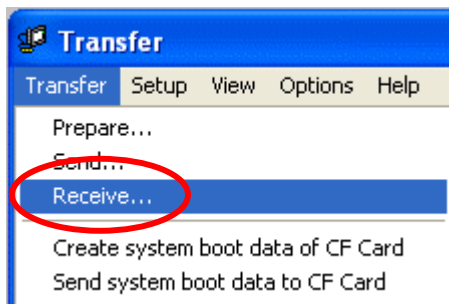 Transfer
Transfer Setup View Options Help
Prepare...
Send...
Receive...
Create system boot data of CF Card
Send system boot data to CF Card